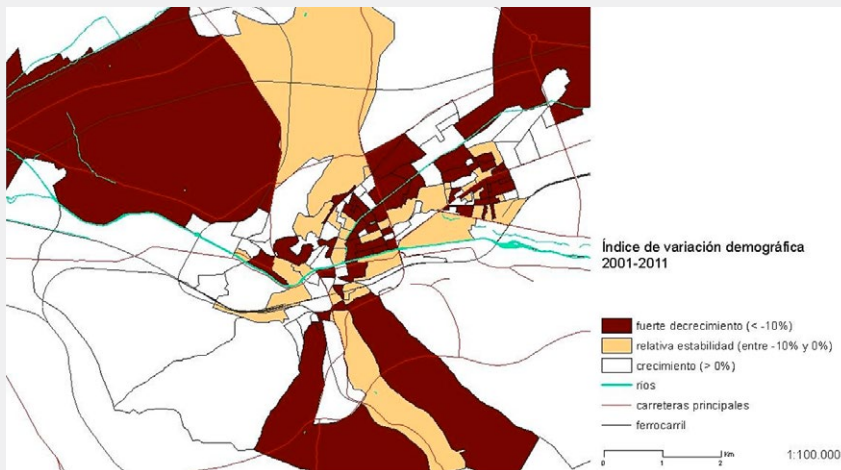 Índice de variación demográfica
2001-2011
fuerte decrecimiento (< -10%)
relativa estabilidad (entre -10% y 0%)
crecimiento (> 0%)
rios
carreteras principales
ferrocarril
0 1 2 Km
1:100.000